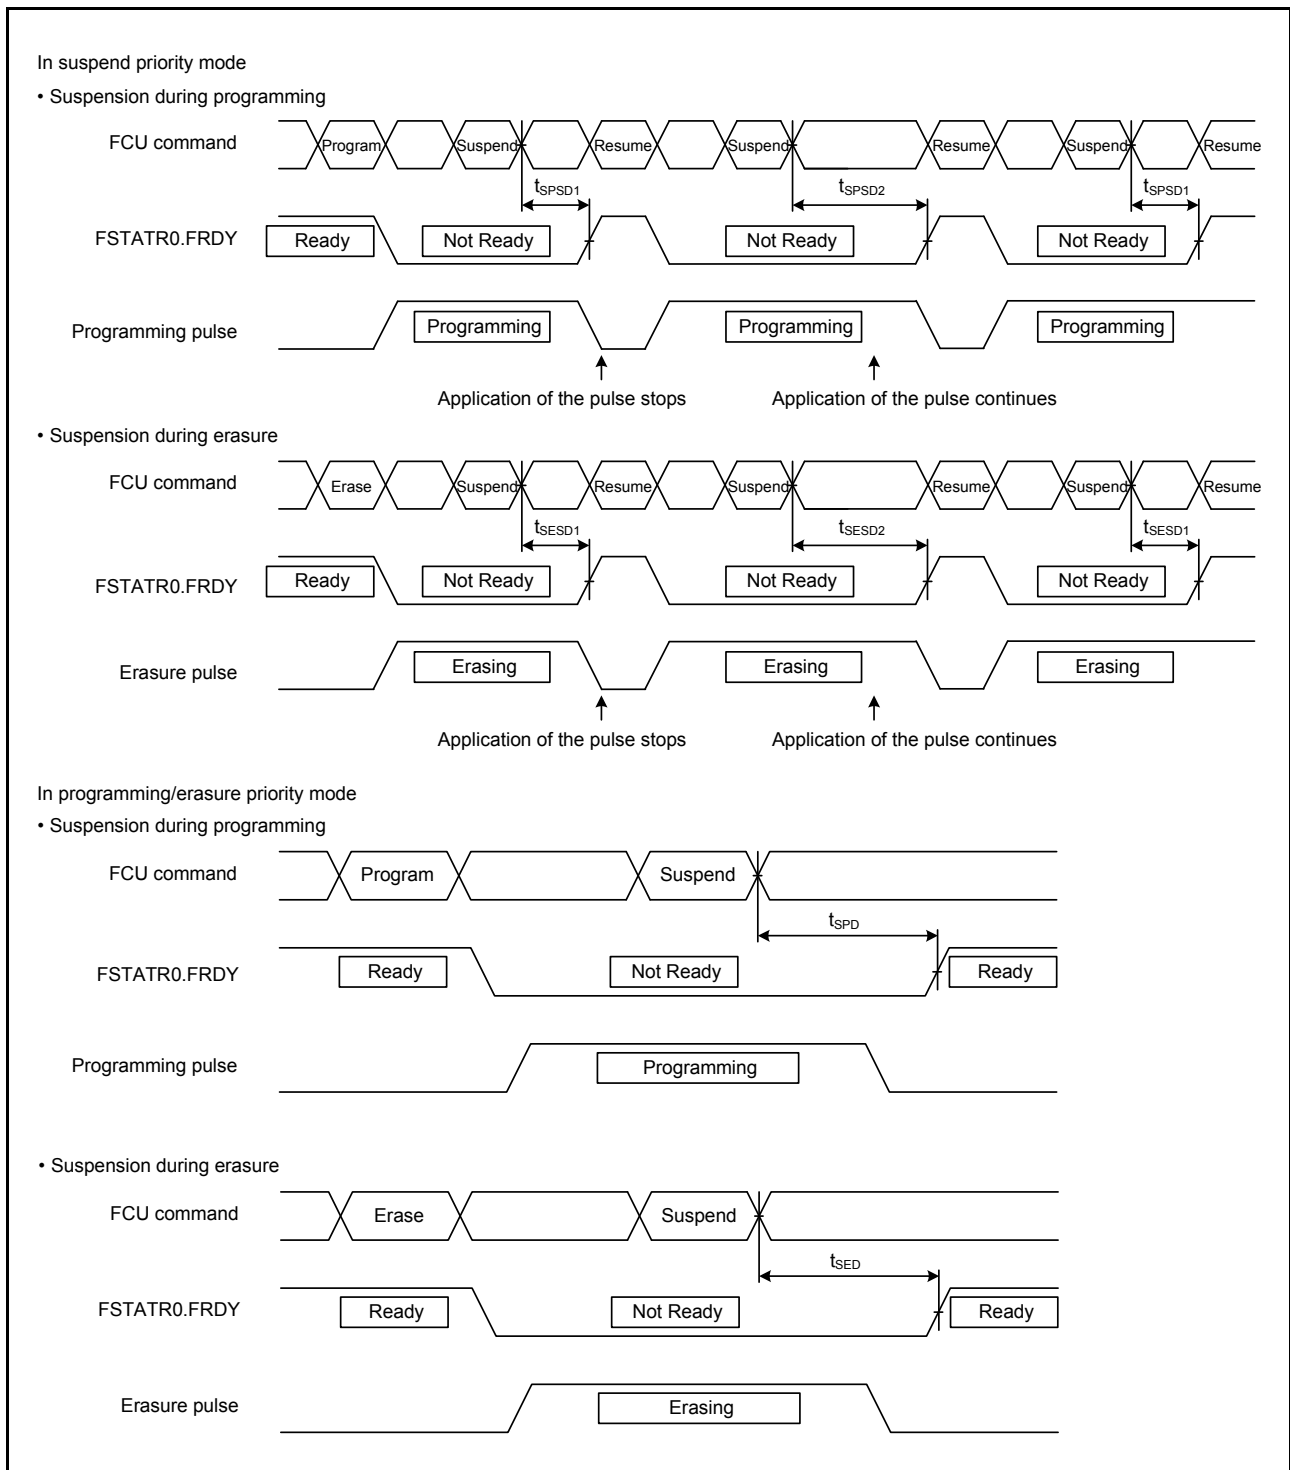 In suspend priority mode
• Suspension during programming
FCU command
Program
Suspend
Resume
Suspend
Resume
Suspend
Resume
tSPSD1
tSPSD2
tSPSD1
FSTATR0.FRDY
Ready
Not Ready
Not Ready
Not Ready
Programming pulse
Programming
Programming
Programming
Application of the pulse stops
Application of the pulse continues
• Suspension during erasure
FCU command
Erase
Suspend
Resume
Suspend
Resume
Suspend
Resume
tSESD1
tSESD2
tSESD1
FSTATR0.FRDY
Ready
Not Ready
Not Ready
Not Ready
Erasure pulse
Erasing
Erasing
Erasing
Application of the pulse stops
Application of the pulse continues
In programming/erasure priority mode
• Suspension during programming
FCU command
Program
Suspend
tSPD
FSTATR0.FRDY
Ready
Not Ready
Ready
Programming pulse
Programming
• Suspension during erasure
FCU command
Erase
Suspend
tSED
FSTATR0.FRDY
Ready
Not Ready
Ready
Erasure pulse
Erasing